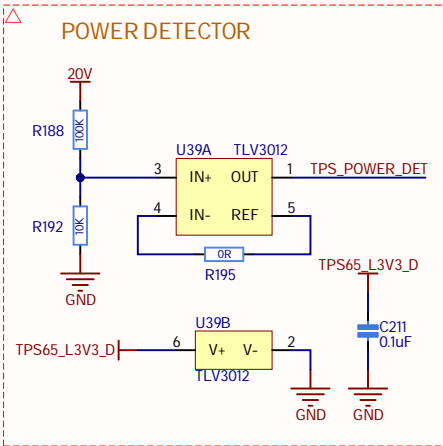 POWER DETECTOR
20V
R188
100K
U39A TLV3012
3 IN+ OUT 1
TPS_POWER_DET
4 IN- REF 5
R192
10K
0R
R195
GND
TPS65_L3V3_D
U39B
C211
0.1uF
TPS65_L3V3_D
6 V+ V- 2
TLV3012
GND
GND